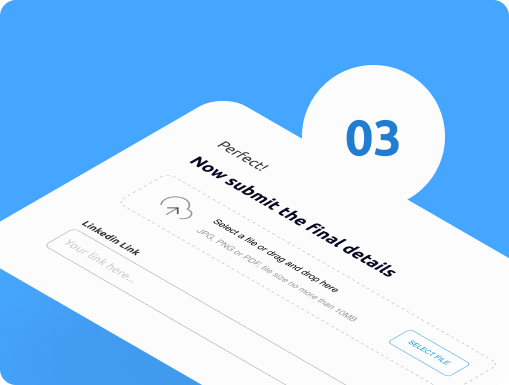 03
Perfect!
Now submit the final details
Select a file or drag and drop here
JPG, PNG or PDF, file size no more than 10MB
SELECT FILE
Linkedin Link
Your link here...